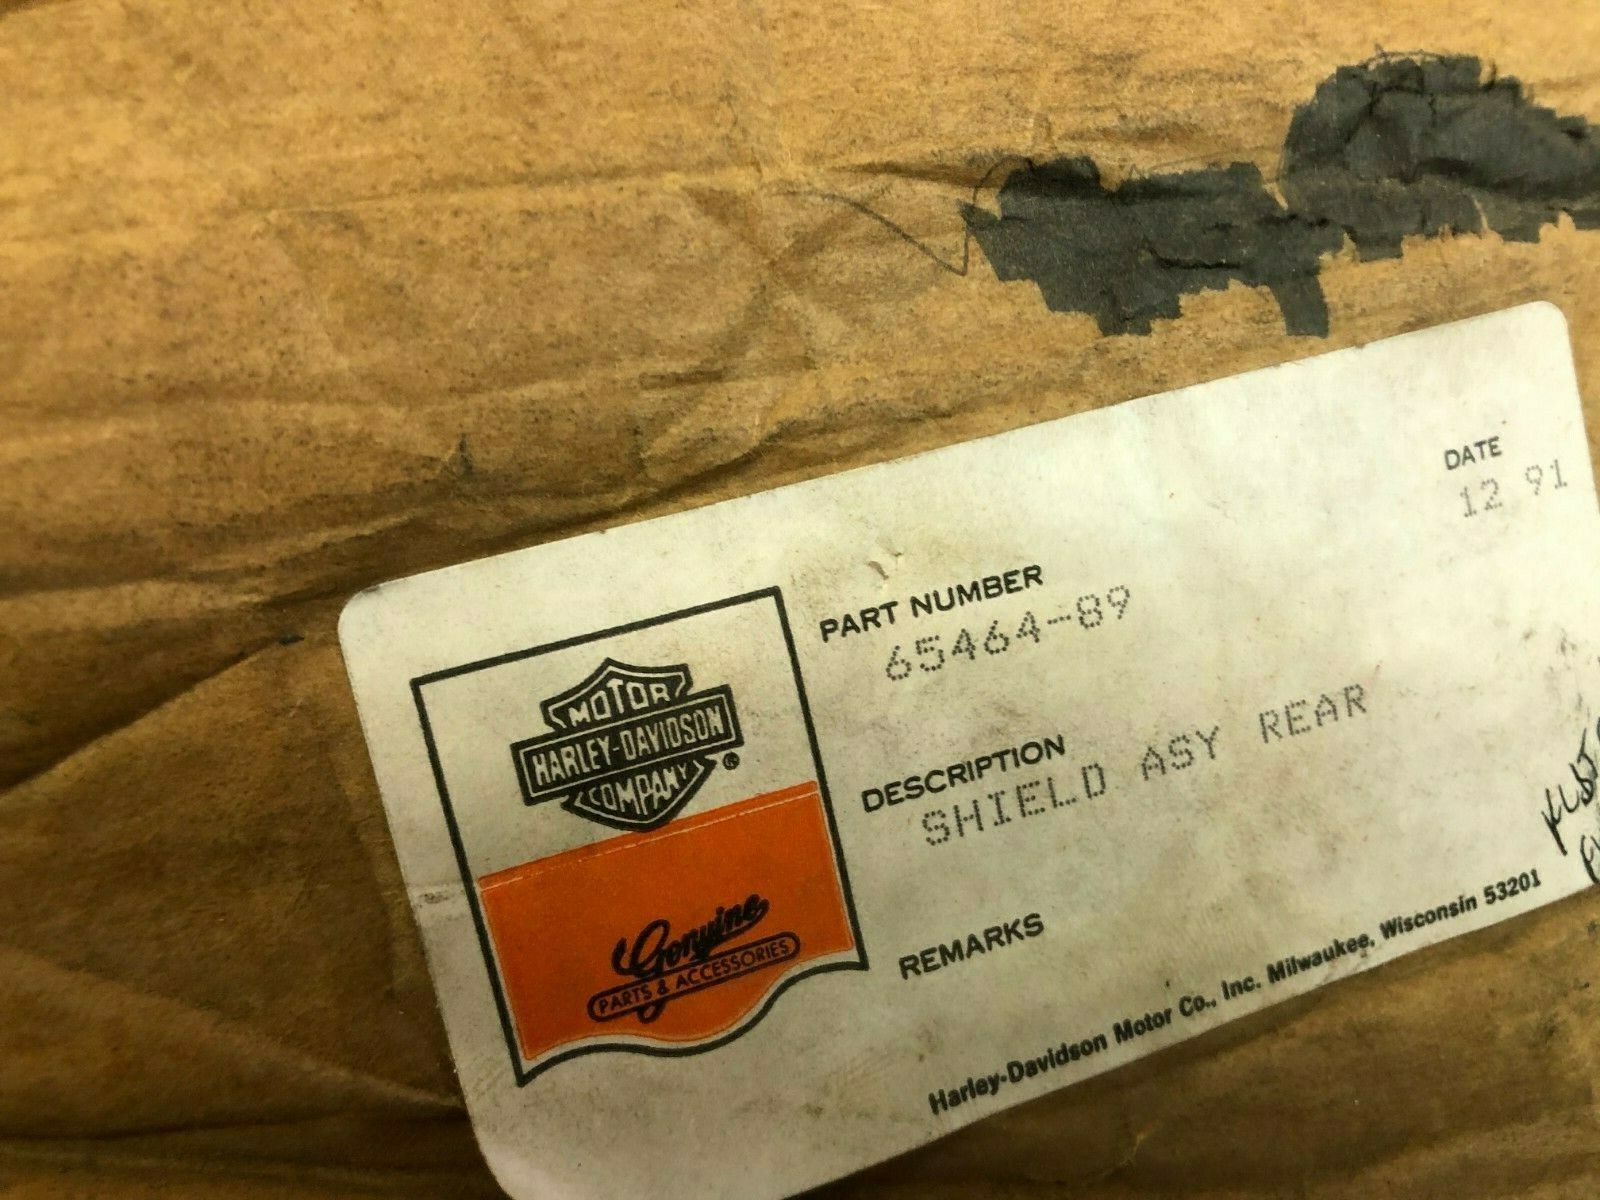 DATE
12 91
PART NUMBER
65464-89
MOTOR
HARLEY-DAVIDSON
COMPANY
®
DESCRIPTION
SHIELD ASY REAR
Genuine
PARTS & ACCESSORIES
REMARKS
Harley-Davidson Motor Co., Inc. Milwaukee, Wisconsin 53201